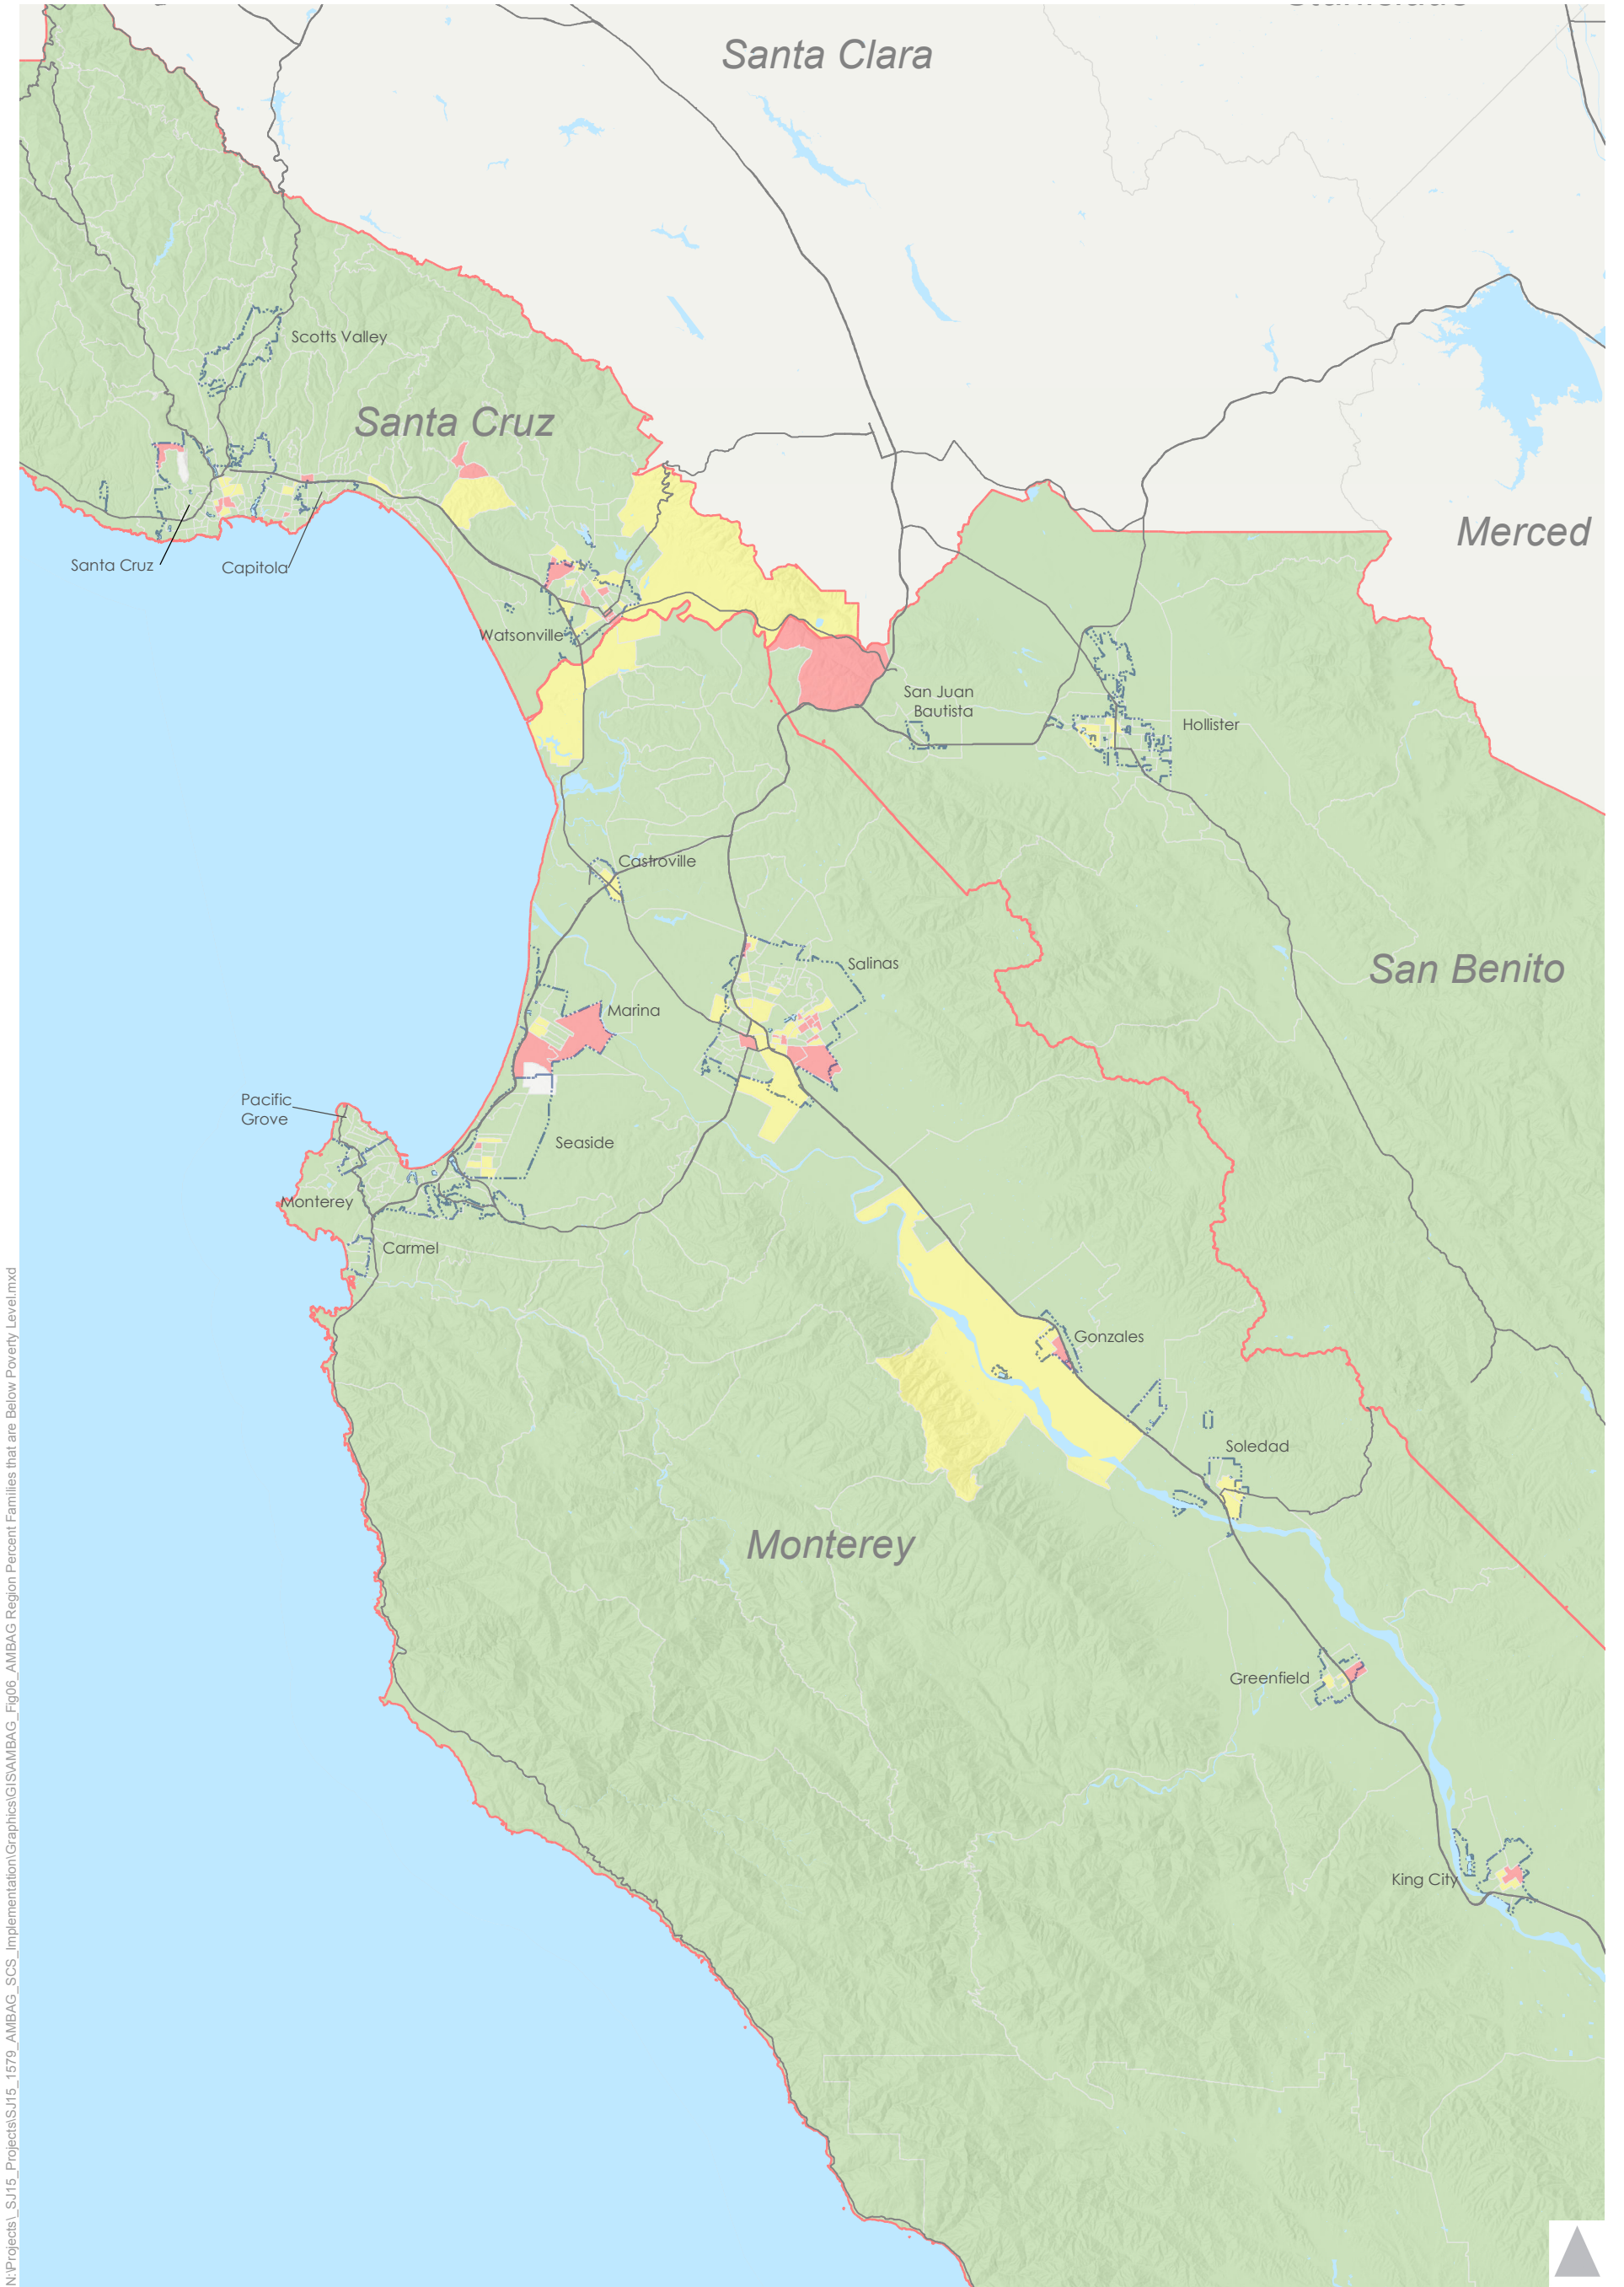 Santa Clara
Scotts Valley
Santa Cruz
Merced
Santa Cruz
Capitola
Watsonville
San Juan
Bautista
Hollister
Castroville
Salinas
San Benito
Marina
Pacific
Grove
Seaside
Monterey
Carmel
Gonzales
Soledad
Monterey
Greenfield
King City
N:\Projects\_SJ15_Projects\SJ15_1579_AMBAG_SCS_Implementation\Graphics\GIS\AMBAG_Fig06_AMBAG Region Percent Families that are Below Poverty Level.mxd